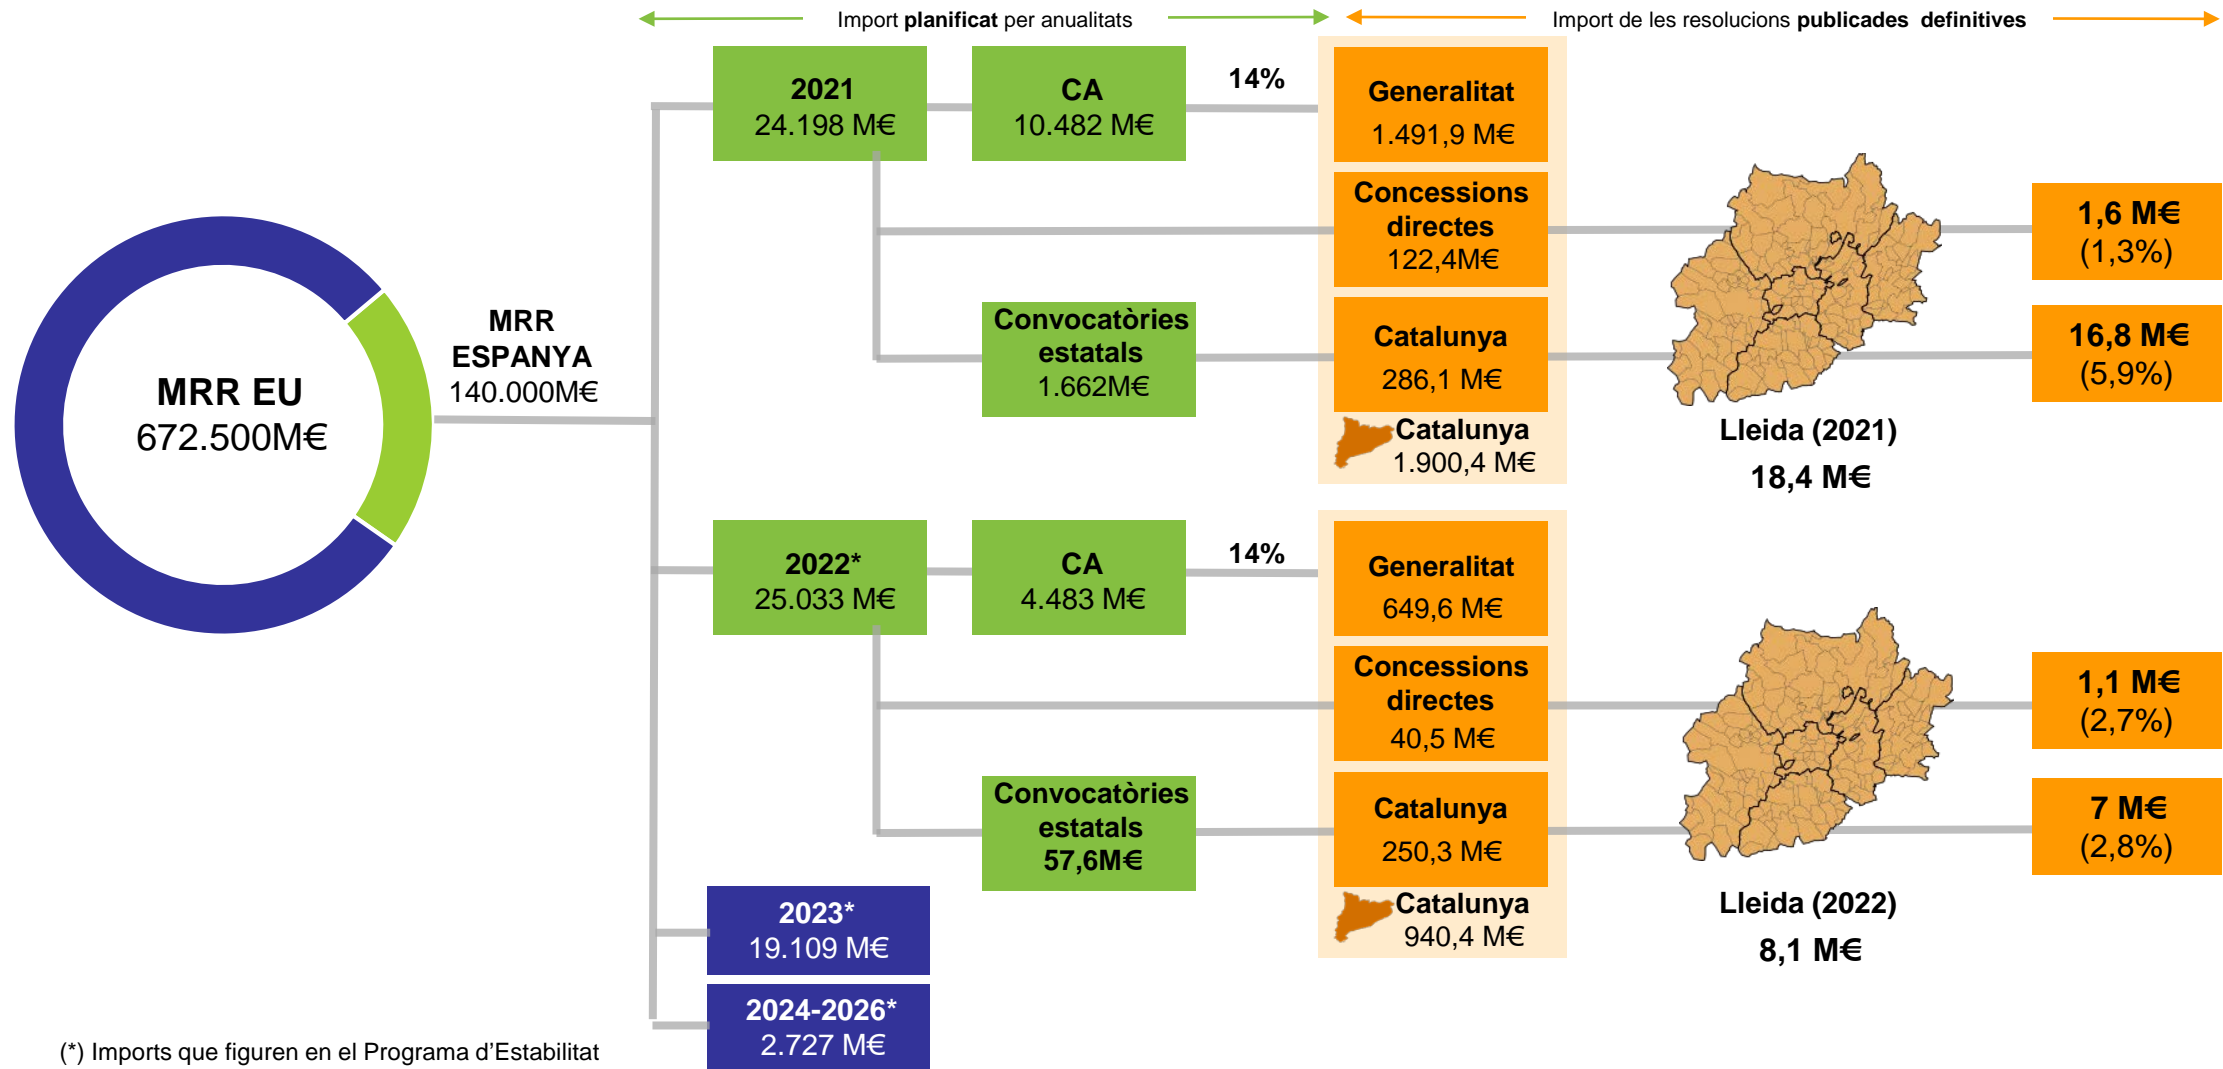 Import planificat per anualitats
Import de les resolucions publicades definitives
MRR EU
672.500M€
MRR
ESPANYA
140.000M€
2021
24.198 M€
CA
10.482 M€
14%
Generalitat
1.491,9 M€
Concessions
directes
122,4M€
1,6 M€
(1,3%)
Convocatòries
estatals
1.662M€
Catalunya
286,1 M€
16,8 M€
(5,9%)
Catalunya
1.900,4 M€
Lleida (2021)
18,4 M€
2022*
25.033 M€
CA
4.483 M€
14%
Generalitat
649,6 M€
Concessions
directes
40,5 M€
1,1 M€
(2,7%)
Convocatòries
estatals
57,6M€
Catalunya
250,3 M€
7 M€
(2,8%)
Catalunya
940,4 M€
Lleida (2022)
8,1 M€
2023*
19.109 M€
2024-2026*
2.727 M€
(*) Imports que figuren en el Programa d’Estabilitat